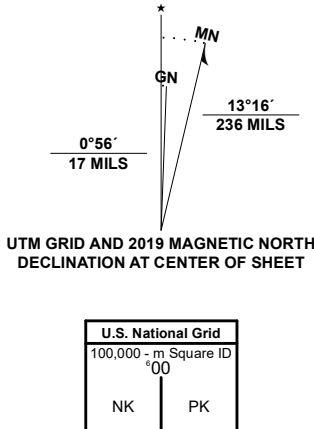 ★
MN
GN
0°56´
17 MILS
13°16´
236 MILS
UTM GRID AND 2019 MAGNETIC NORTH
DECLINATION AT CENTER OF SHEET
U.S. National Grid
100,000 - m Square ID
⁶00
NK PK